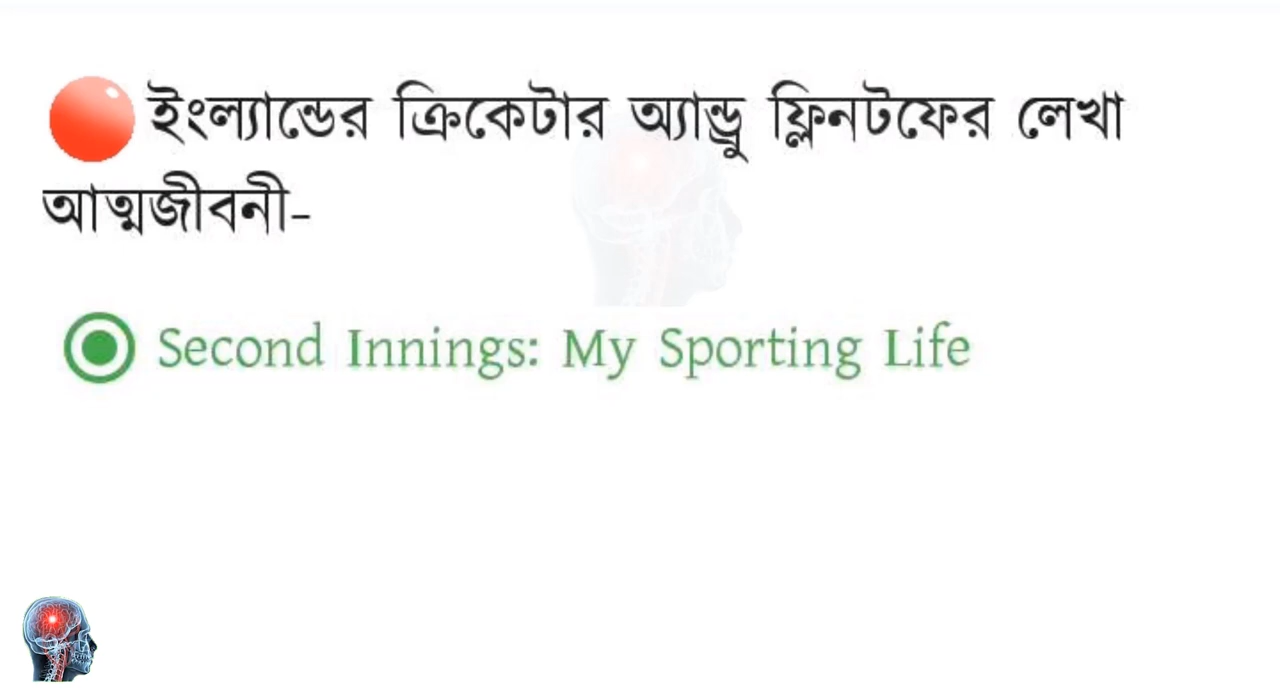 ইংল্যান্ডের ক্রিকেটার অ্যান্ড্রু ফ্লিনটফের লেখা
আত্মজীবনী-
Second Innings: My Sporting Life